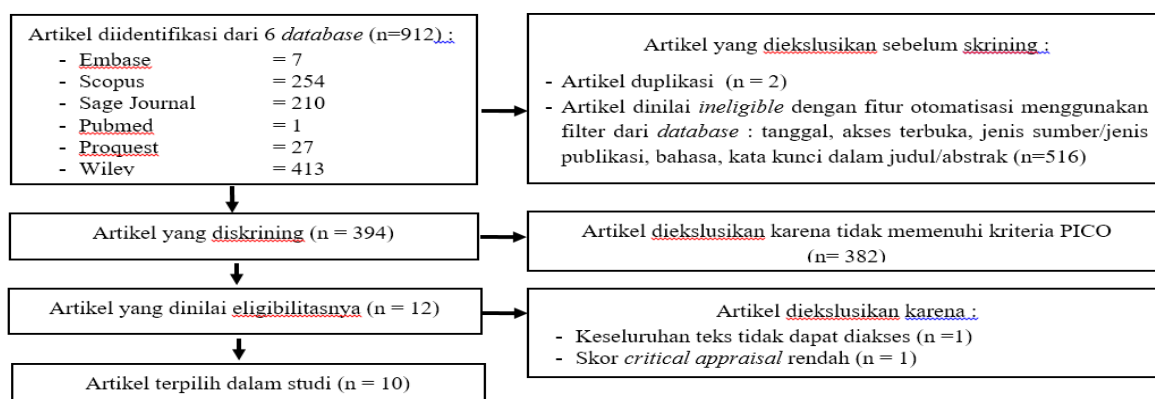 Artikel diidentifikasi dari 6 database (n=912) :
- Embase = 7
- Scopus = 254
- Sage Journal = 210
- Pubmed = 1
- Proquest = 27
- Wiley = 413
Artikel yang diekslusikan sebelum skrining :
- Artikel duplikasi (n = 2)
- Artikel dinilai ineligible dengan fitur otomatisasi menggunakan
filter dari database : tanggal, akses terbuka, jenis sumber/jenis
publikasi, bahasa, kata kunci dalam judul/abstrak (n=516)
Artikel yang diskrining (n = 394)
Artikel diekslusikan karena tidak memenuhi kriteria PICO
(n= 382)
Artikel yang dinilai eligibilitasnya (n = 12)
Artikel diekslusikan karena :
- Keseluruhan teks tidak dapat diakses (n =1)
- Skor critical appraisal rendah (n = 1)
Artikel terpilih dalam studi (n = 10)